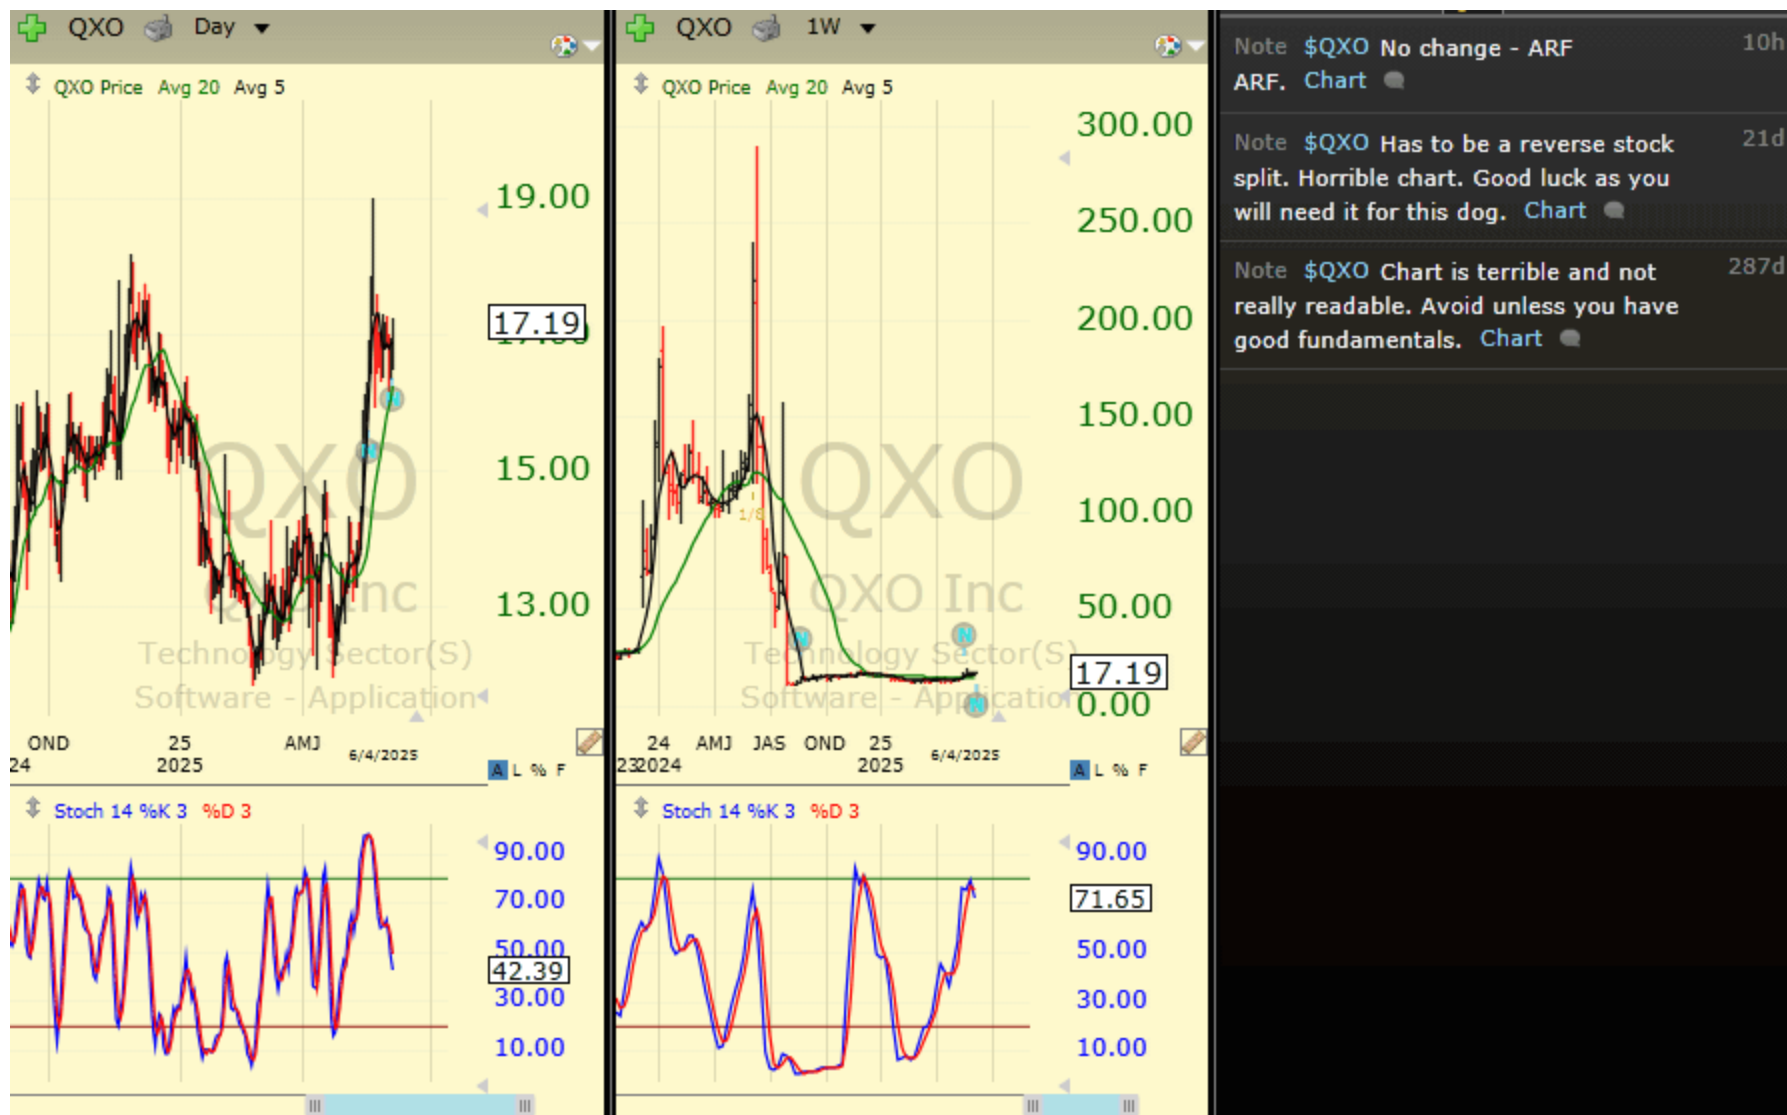 QXO Day
QXO Price Avg 20 Avg 5
19.00
17.19
15.00
13.00
QXO
QXO Inc
Technology Sector(S)
Software - Application
OND 25 AMJ 6/4/2025
24 2025
A L % F
Stoch 14 %K 3 %D 3
90.00
70.00
50.00
42.39
30.00
10.00
QXO 1W
QXO Price Avg 20 Avg 5
300.00
250.00
200.00
150.00
100.00
50.00
17.19
0.00
1/8
QXO
QXO Inc
Technology Sector(S)
Software - Application
N
N
N
N
N
24 AMJ JAS OND 25 6/4/2025
23 2024 2025
A L % F
Stoch 14 %K 3 %D 3
90.00
71.65
50.00
30.00
10.00
Note $QXO No change - ARF 10h
ARF. Chart
Note $QXO Has to be a reverse stock 21d
split. Horrible chart. Good luck as you
will need it for this dog. Chart
Note $QXO Chart is terrible and not 287d
really readable. Avoid unless you have
good fundamentals. Chart